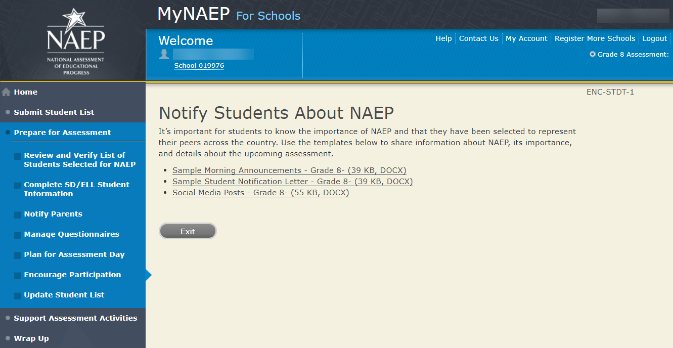 NAEP
NATIONAL ASSESSMENT
OF EDUCATIONAL
PROGRESS
MyNAEP For Schools
Welcome
School 019976
Help Contact Us My Account Register More Schools Logout
Grade 8 Assessment:
Home
Submit Student List
Prepare for Assessment
Review and Verify List of
Students Selected for NAEP
Complete SD/ELL Student
Information
Notify Parents
Manage Questionnaires
Plan for Assessment Day
Encourage Participation
Update Student List
Support Assessment Activities
Wrap Up
ENC-STDT-1
Notify Students About NAEP
It's important for students to know the importance of NAEP and that they have been selected to represent
their peers across the country. Use the templates below to share information about NAEP, its importance,
and details about the upcoming assessment.
• Sample Morning Announcements - Grade 8- (39 KB, DOCX)
• Sample Student Notification Letter - Grade 8- (39 KB, DOCX)
• Social Media Posts - Grade 8- (55 KB, DOCX)
Exit